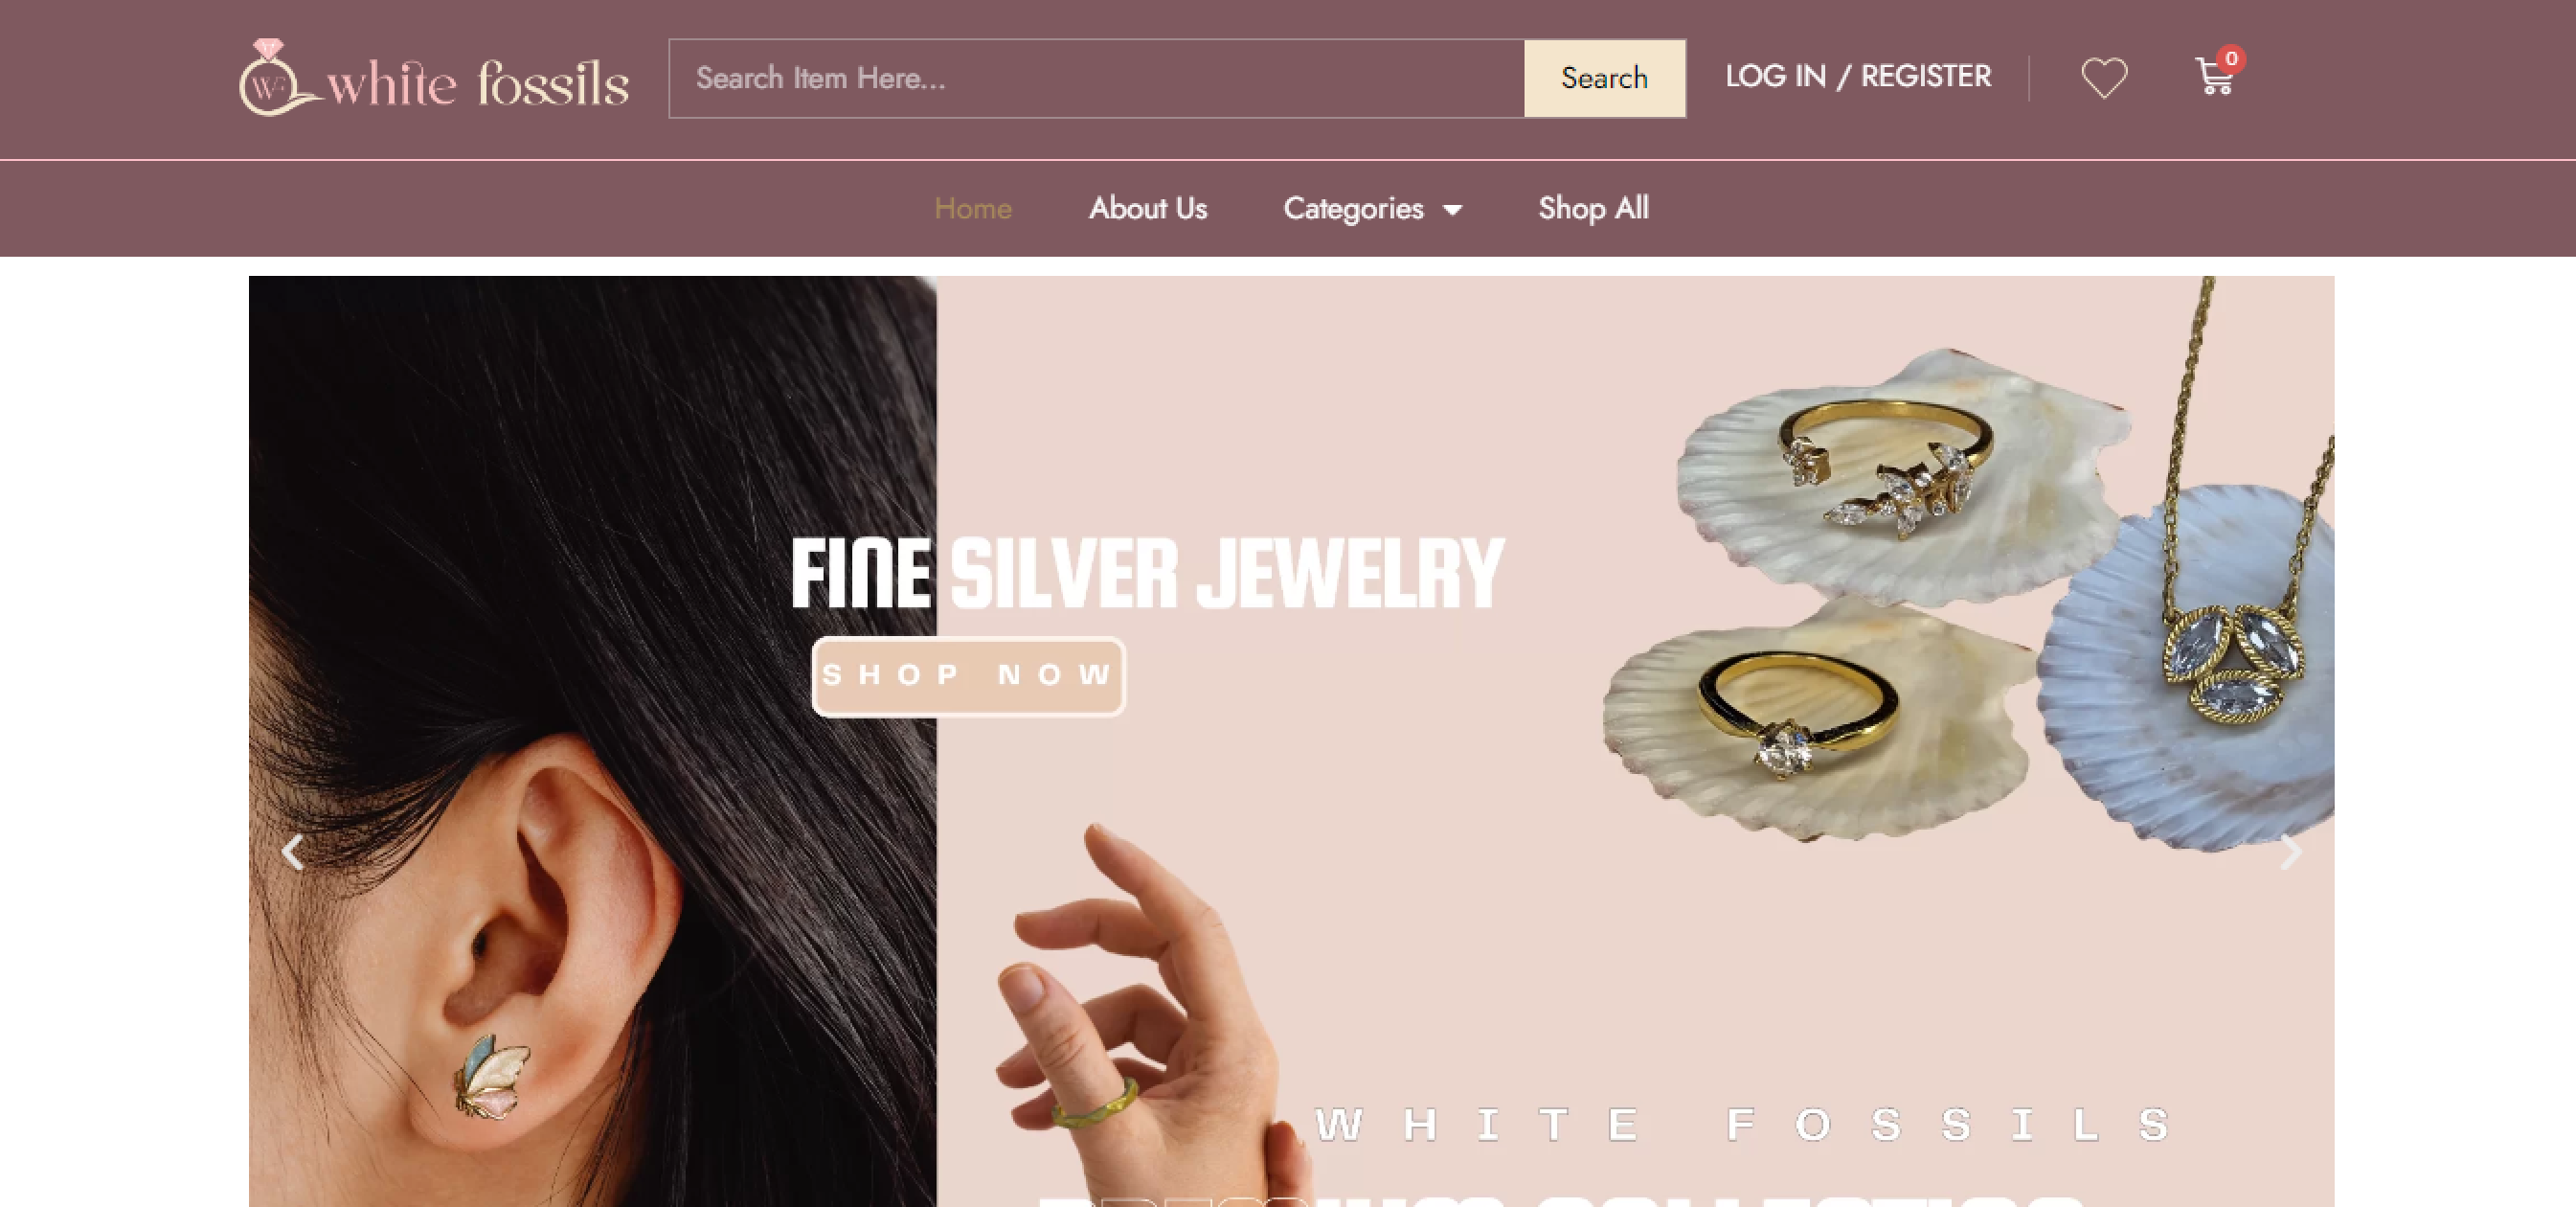 WF white fossils
Search Item Here...
Search
LOG IN / REGISTER
0
Home
About Us
Categories
Shop All
FINE SILVER JEWELRY
SHOP NOW
WHITE FOSSILS
COLLECTION